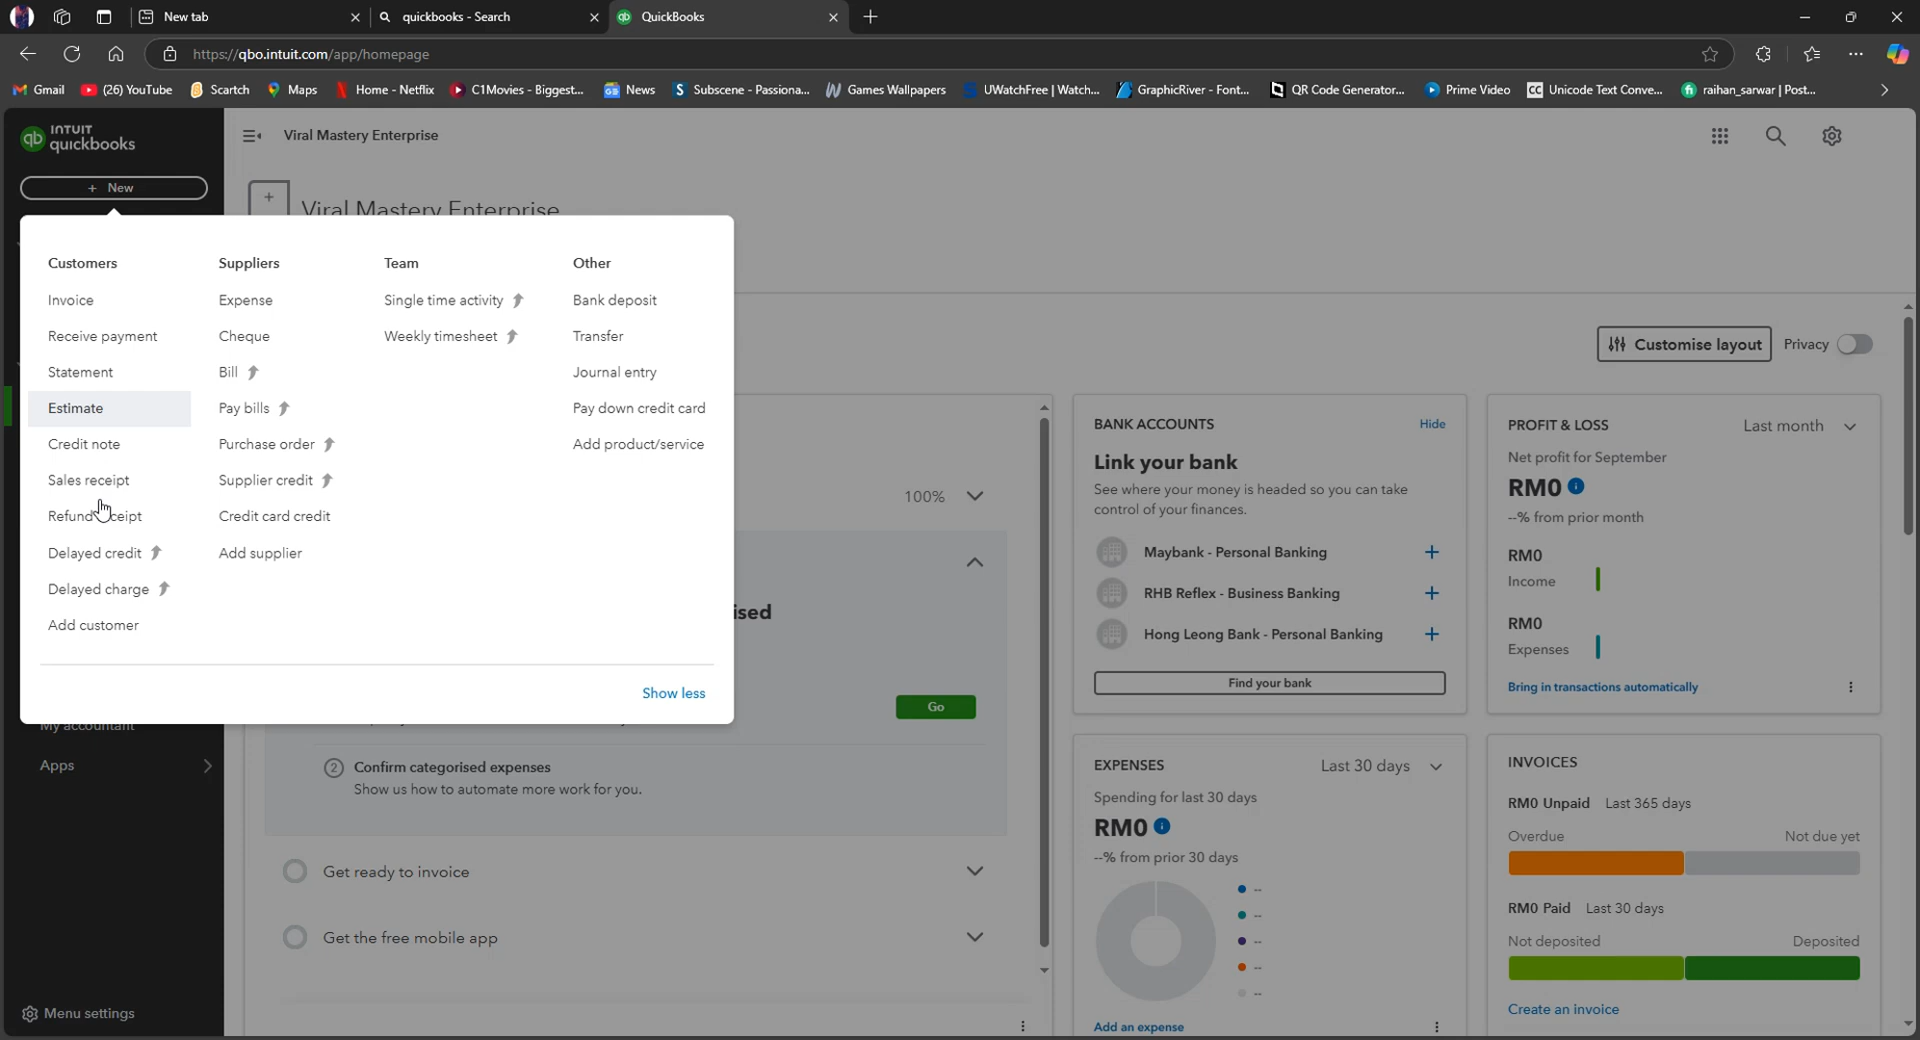 New tab
quickbooks - Search
QuickBooks
https://qbo.intuit.com/app/homepage
Gmail
(26) YouTube
Scartch
Maps
Home - Netflix
C1Movies - Biggest...
News
Subscene - Passiona...
Games Wallpapers
UWatchFree | Watch...
GraphicRiver - Font...
QR Code Generator...
Prime Video
Unicode Text Conve...
raihan_sarwar | Post...
qb INTUIT
quickbooks
Viral Mastery Enterprise
+ New
Viral Mastery Enterprise
Customers
Invoice
Receive payment
Statement
Estimate
Credit note
Sales receipt
Delayed credit
Delayed charge
Add customer
Suppliers
Expense
Cheque
Bill
Pay bills
Purchase order
Supplier credit
Credit card credit
Add supplier
Team
Single time activity
Weekly timesheet
Other
Bank deposit
Transfer
Journal entry
Pay down credit card
Add product/service
Show less
My accountant
Apps
Menu settings
Customise layout
Privacy
100%
Go
2 Confirm categorised expenses
Show us how to automate more work for you.
Get ready to invoice
Get the free mobile app
BANK ACCOUNTS
Hide
Link your bank
See where your money is headed so you can take
control of your finances.
Maybank - Personal Banking
RHB Reflex - Business Banking
Hong Leong Bank - Personal Banking
Find your bank
PROFIT & LOSS
Last month
Net profit for September
RM0
--% from prior month
RM0
Income
RM0
Expenses
Bring in transactions automatically
EXPENSES
Last 30 days
Spending for last 30 days
RM0
--% from prior 30 days
--
--
--
--
--
Add an expense
INVOICES
RM0 Unpaid Last 365 days
Overdue
Not due yet
RM0 Paid Last 30 days
Not deposited
Deposited
Create an invoice